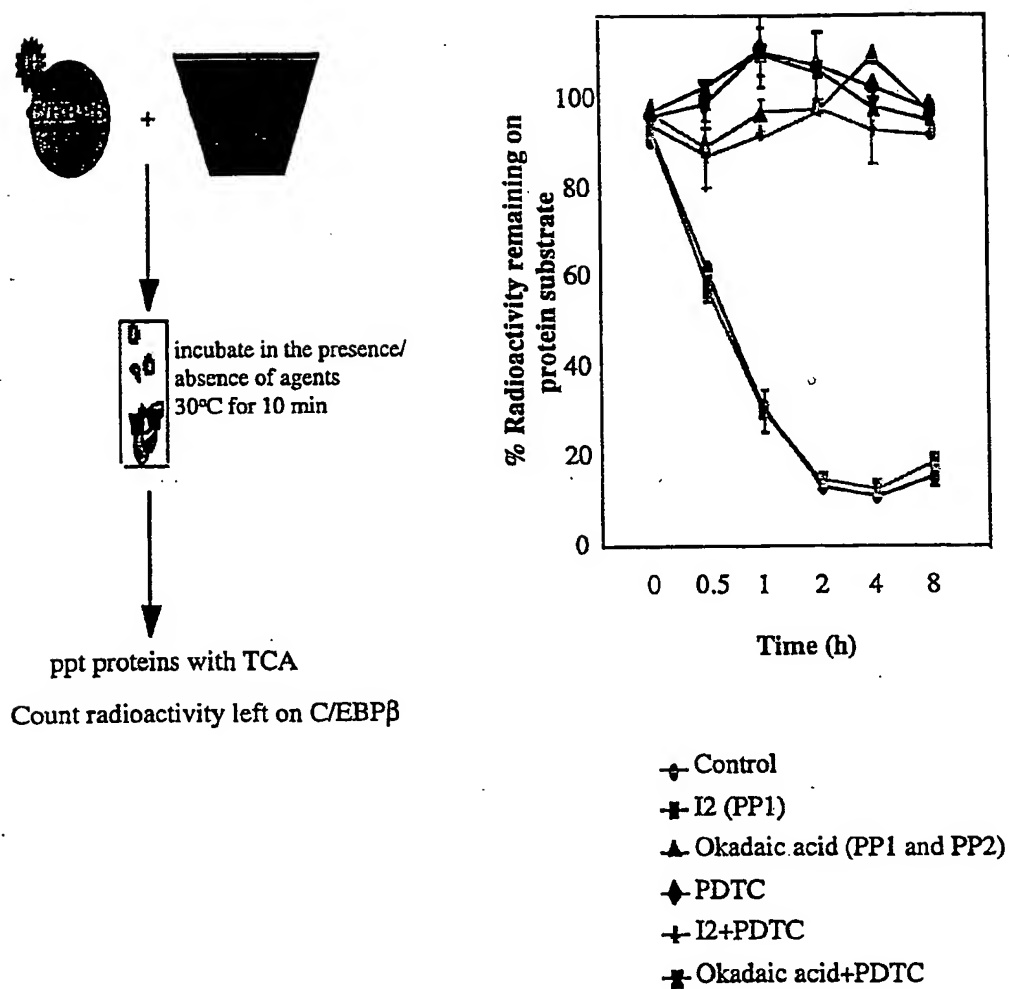 +
incubate in the presence/
absence of agents
30°C for 10 min
ppt proteins with TCA
Count radioactivity left on C/EBPβ
% Radioactivity remaining on
protein substrate
100
80
60
40
20
0
0 0.5 1 2 4 8
Time (h)
Control
I2 (PP1)
Okadaic acid (PP1 and PP2)
PDTC
I2+PDTC
Okadaic acid+PDTC